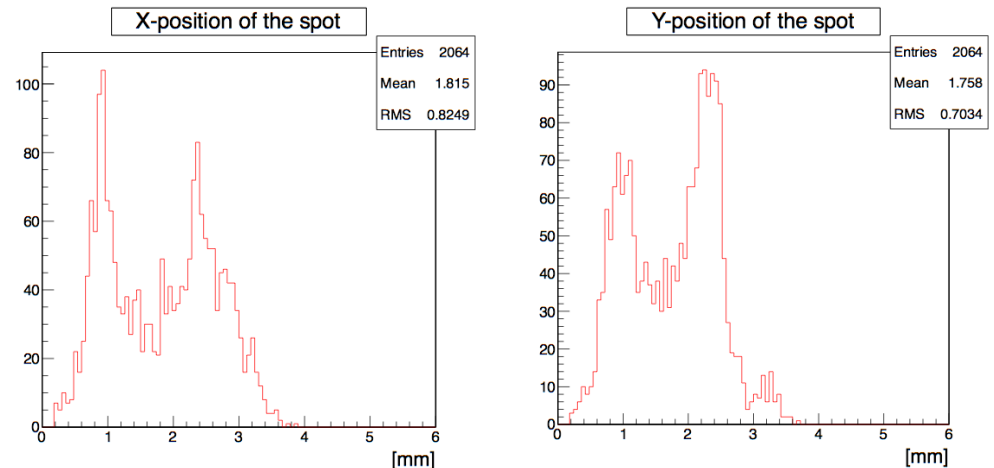 X-position of the spot
Entries 2064
Mean 1.815
RMS 0.8249
100
80
60
40
20
0
0 1 2 3 4 5 6
[mm]
Y-position of the spot
Entries 2064
Mean 1.758
RMS 0.7034
90
80
70
60
50
40
30
20
10
0
0 1 2 3 4 5 6
[mm]